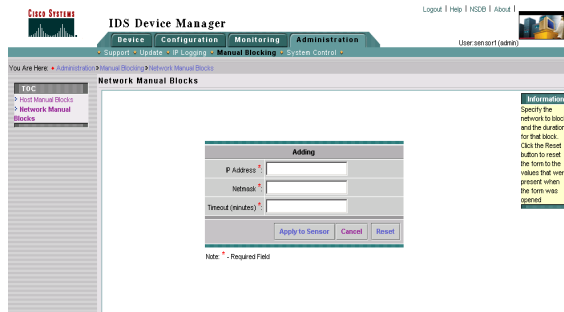 CISCO SYSTEMS
IDS Device Manager
Logout | Help | NSDB | About |
Device Configuration Monitoring Administration
User:sensor1 (admin)
Support Update IP Logging Manual Blocking System Control
You Are Here: Administration > Manual Blocking > Network Manual Blocks
TOC
Host Manual Blocks
Network Manual Blocks
Network Manual Blocks
Adding
IP Address *:
Netmask *:
Timeout (minutes) *:
Apply to Sensor Cancel Reset
Note: * - Required Field
Information
Specify the
network to bloc
and the duration
for that block.
Click the Reset
button to reset
the form to the
values that wer
present when
the form was
opened